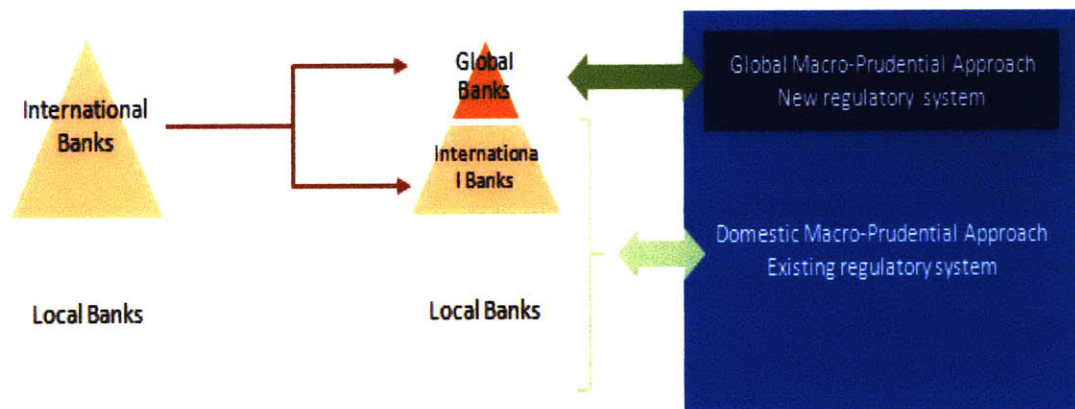 International
Banks
Local Banks
Global
Banks
Internationa
l Banks
Local Banks
Global Macro-Prudential Approach
New regulatory system
Domestic Macro-Prudential Approach
Existing regulatory system